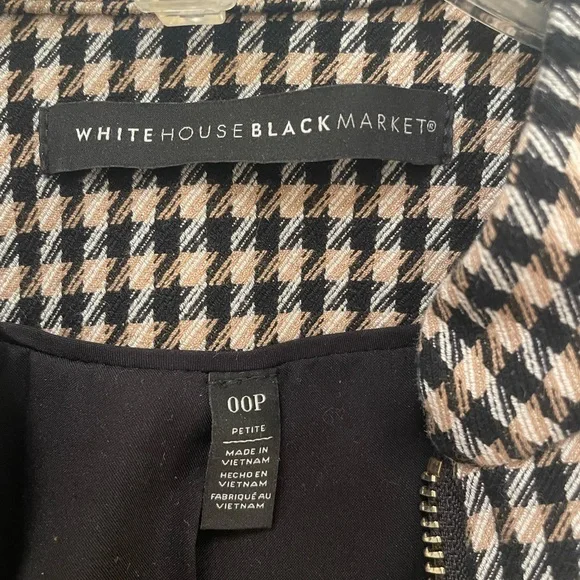 WHITE HOUSE BLACK MARKET®
00P
PETITE
MADE IN
VIETNAM
HECHO EN
VIETNAM
FABRIQUÉ AU
VIETNAM